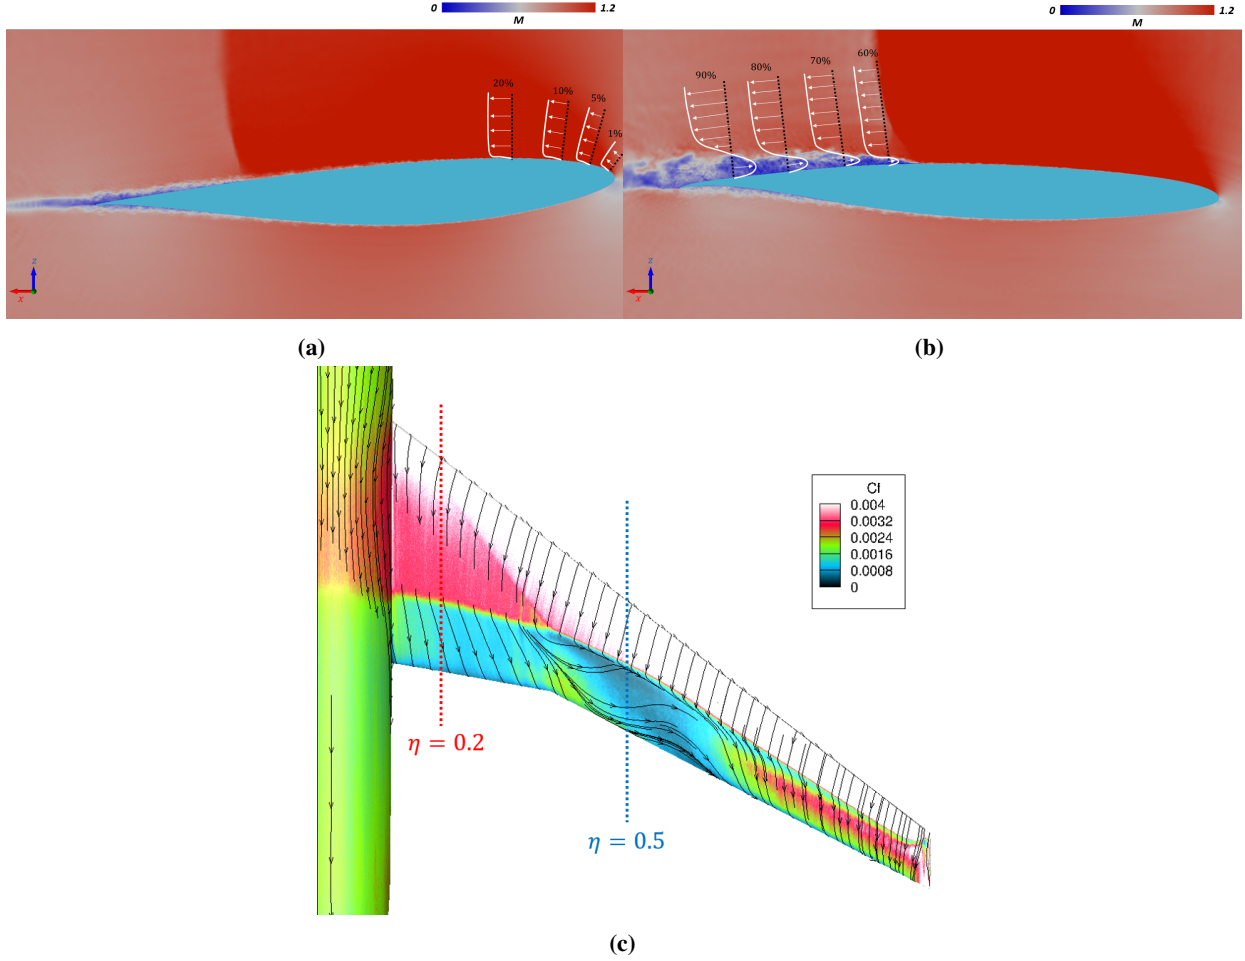 0 1.2 0 1.2
M M
20% 10% 5% 1%
90% 80% 70% 60%
z z
x x
(a) (b)
Cf
0.004
0.0032
0.0024
0.0016
0.0008
0
η = 0.2
η = 0.5
(c)